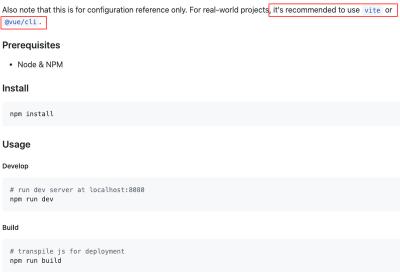 Also note that this is for configuration reference only. For real-world projects, it's recommended to use vite or
@vue/cli .
Prerequisites
• Node & NPM
Install
npm install
Usage
Develop
# run dev server at localhost:8080
npm run dev
Build
# transpile js for deployment
npm run build